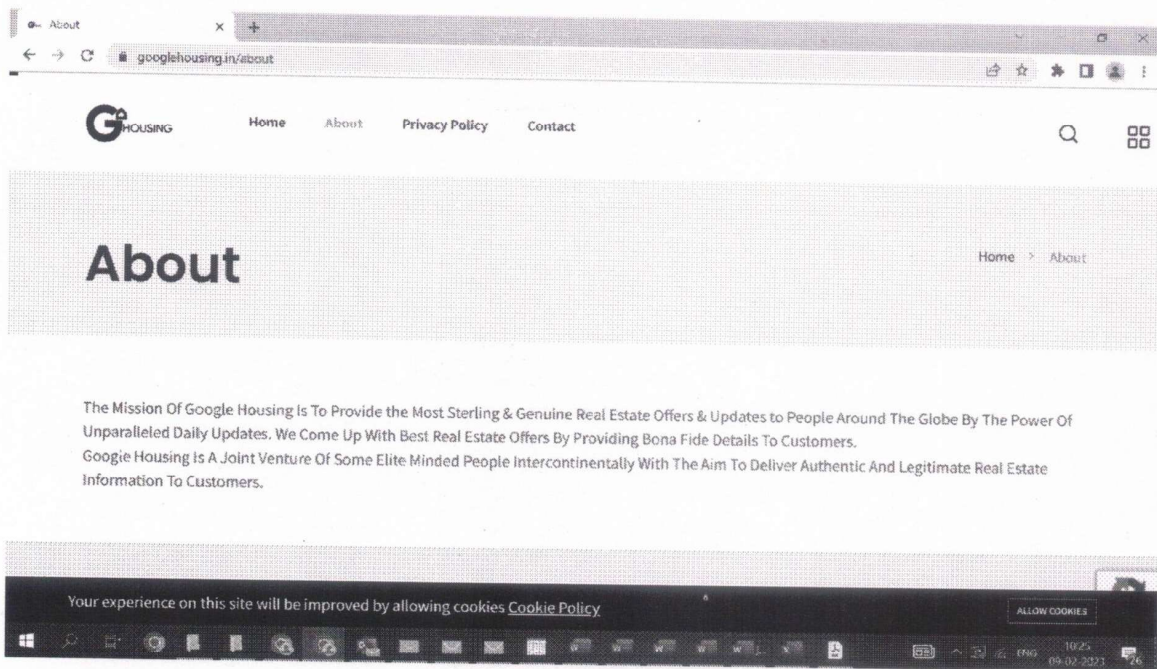 About
googlehousing.in/about
G HOUSING
Home About Privacy Policy Contact
About
Home > About
The Mission Of Google Housing Is To Provide the Most Sterling & Genuine Real Estate Offers & Updates to People Around The Globe By The Power Of
Unparalleled Daily Updates. We Come Up With Best Real Estate Offers By Providing Bona Fide Details To Customers.
Google Housing Is A Joint Venture Of Some Elite Minded People Intercontinentally With The Aim To Deliver Authentic And Legitimate Real Estate
Information To Customers.
Your experience on this site will be improved by allowing cookies Cookie Policy
ALLOW COOKIES
ENG
10:25
09-02-2023
26